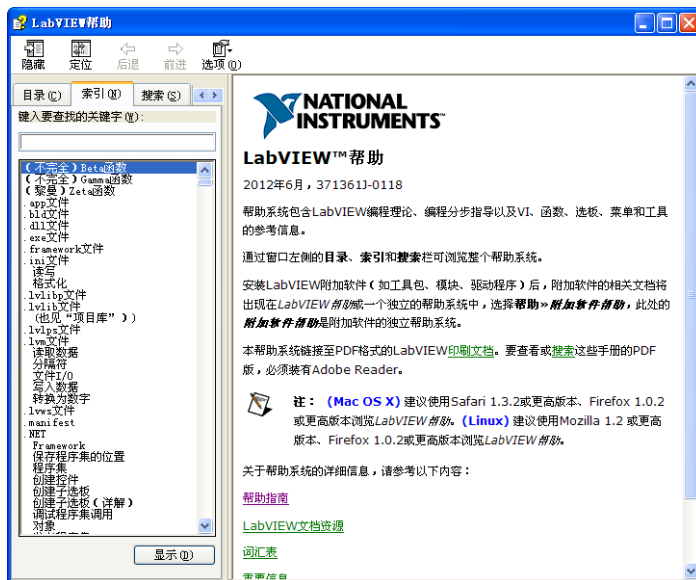 LabVIEW帮助
隐藏 定位 后退 前进 选项(O)
目录(C) 索引(N) 搜索(S)
键入要查找的关键字(W):
(不完全)Beta函数
(不完全)Gamma函数
(黎曼)Zeta函数
.app文件
.bld文件
.dll文件
.exe文件
.framework文件
.ini文件
读写
格式化
.lvlibp文件
.lvlib文件
(也见“项目库”))
.lvlps文件
.lvm文件
读取数据
分隔符
文件I/O
写入数据
转换为数字
.lvws文件
.manifest
.NET
Framework
保存程序集的位置
程序集
创建控件
创建子选板
创建子选板(详解)
调试程序集调用
对象
显示(D)
NATIONAL
INSTRUMENTS™
LabVIEW™帮助
2012年6月，371361J-0118
帮助系统包含LabVIEW编程理论、编程分步指导以及VI、函数、选板、菜单和工具
的参考信息。
通过窗口左侧的目录、索引和搜索栏可浏览整个帮助系统。
安装LabVIEW附加软件（如工具包、模块、驱动程序）后，附加软件的相关文档将
出现在LabVIEW帮助或一个独立的帮助系统中，选择帮助»附加软件帮助，此处的
附加软件帮助是附加软件的独立帮助系统。
本帮助系统链接至PDF格式的LabVIEW印刷文档。要查看或搜索这些手册的PDF
版，必须装有Adobe Reader。
注： (Mac OS X) 建议使用Safari 1.3.2或更高版本、Firefox 1.0.2
或更高版本浏览LabVIEW帮助。(Linux) 建议使用Mozilla 1.2 或更高
版本、Firefox 1.0.2或更高版本浏览LabVIEW帮助。
关于帮助系统的详细信息，请参考以下内容：
帮助指南
LabVIEW文档资源
词汇表
重要信息